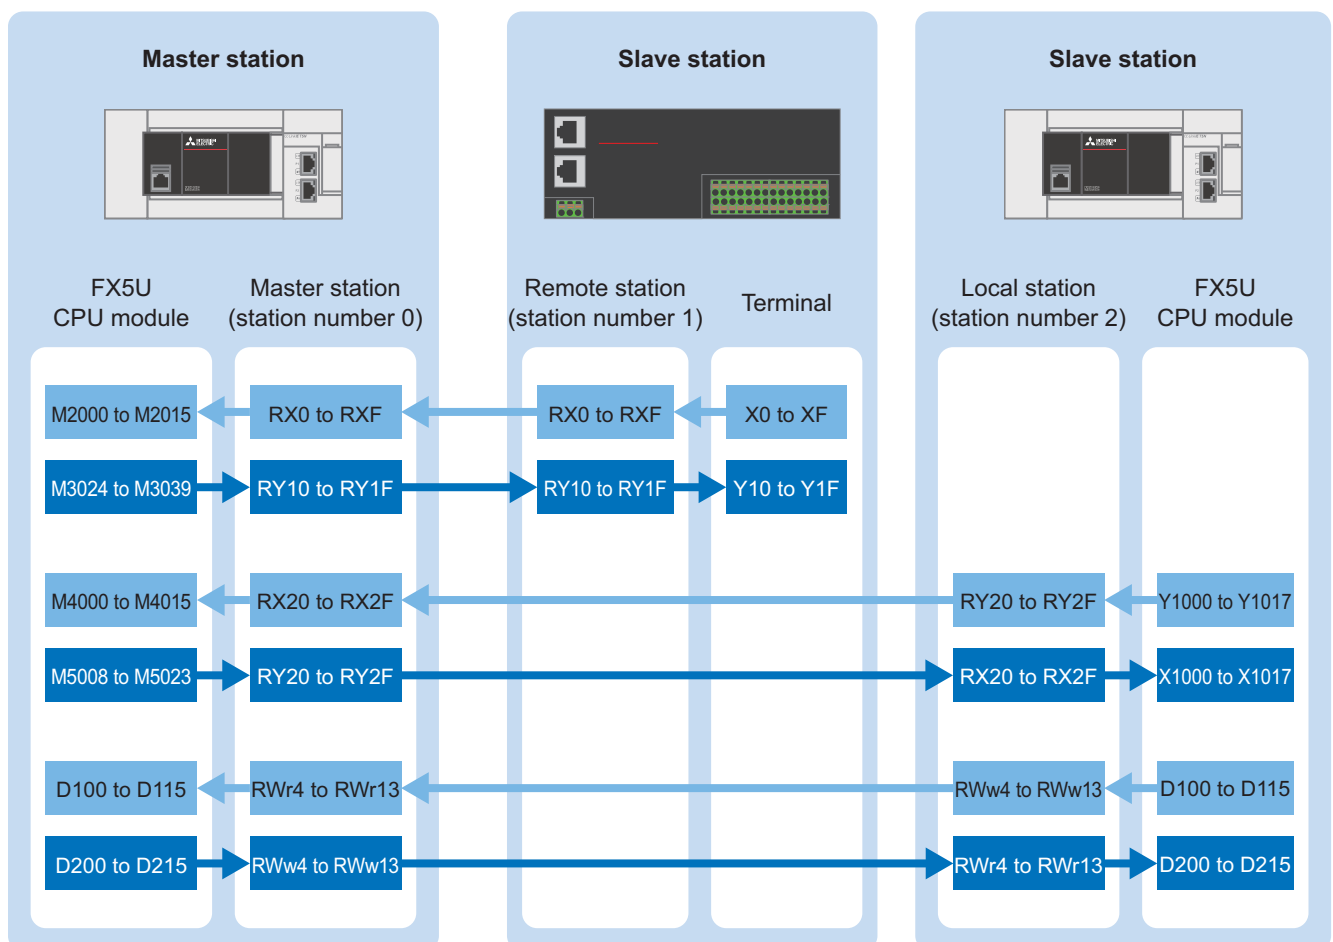 Master station
Slave station
Slave station
MITSUBISHI
ELECTRIC
MITSUBISHI
ELECTRIC
FX5U
CPU module
Master station
(station number 0)
Remote station
(station number 1)
Terminal
Local station
(station number 2)
FX5U
CPU module
M2000 to M2015
RX0 to RXF
RX0 to RXF
X0 to XF
M3024 to M3039
RY10 to RY1F
RY10 to RY1F
Y10 to Y1F
M4000 to M4015
RX20 to RX2F
RY20 to RY2F
Y1000 to Y1017
M5008 to M5023
RY20 to RY2F
RX20 to RX2F
X1000 to X1017
D100 to D115
RWr4 to RWr13
RWw4 to RWw13
D100 to D115
D200 to D215
RWw4 to RWw13
RWr4 to RWr13
D200 to D215